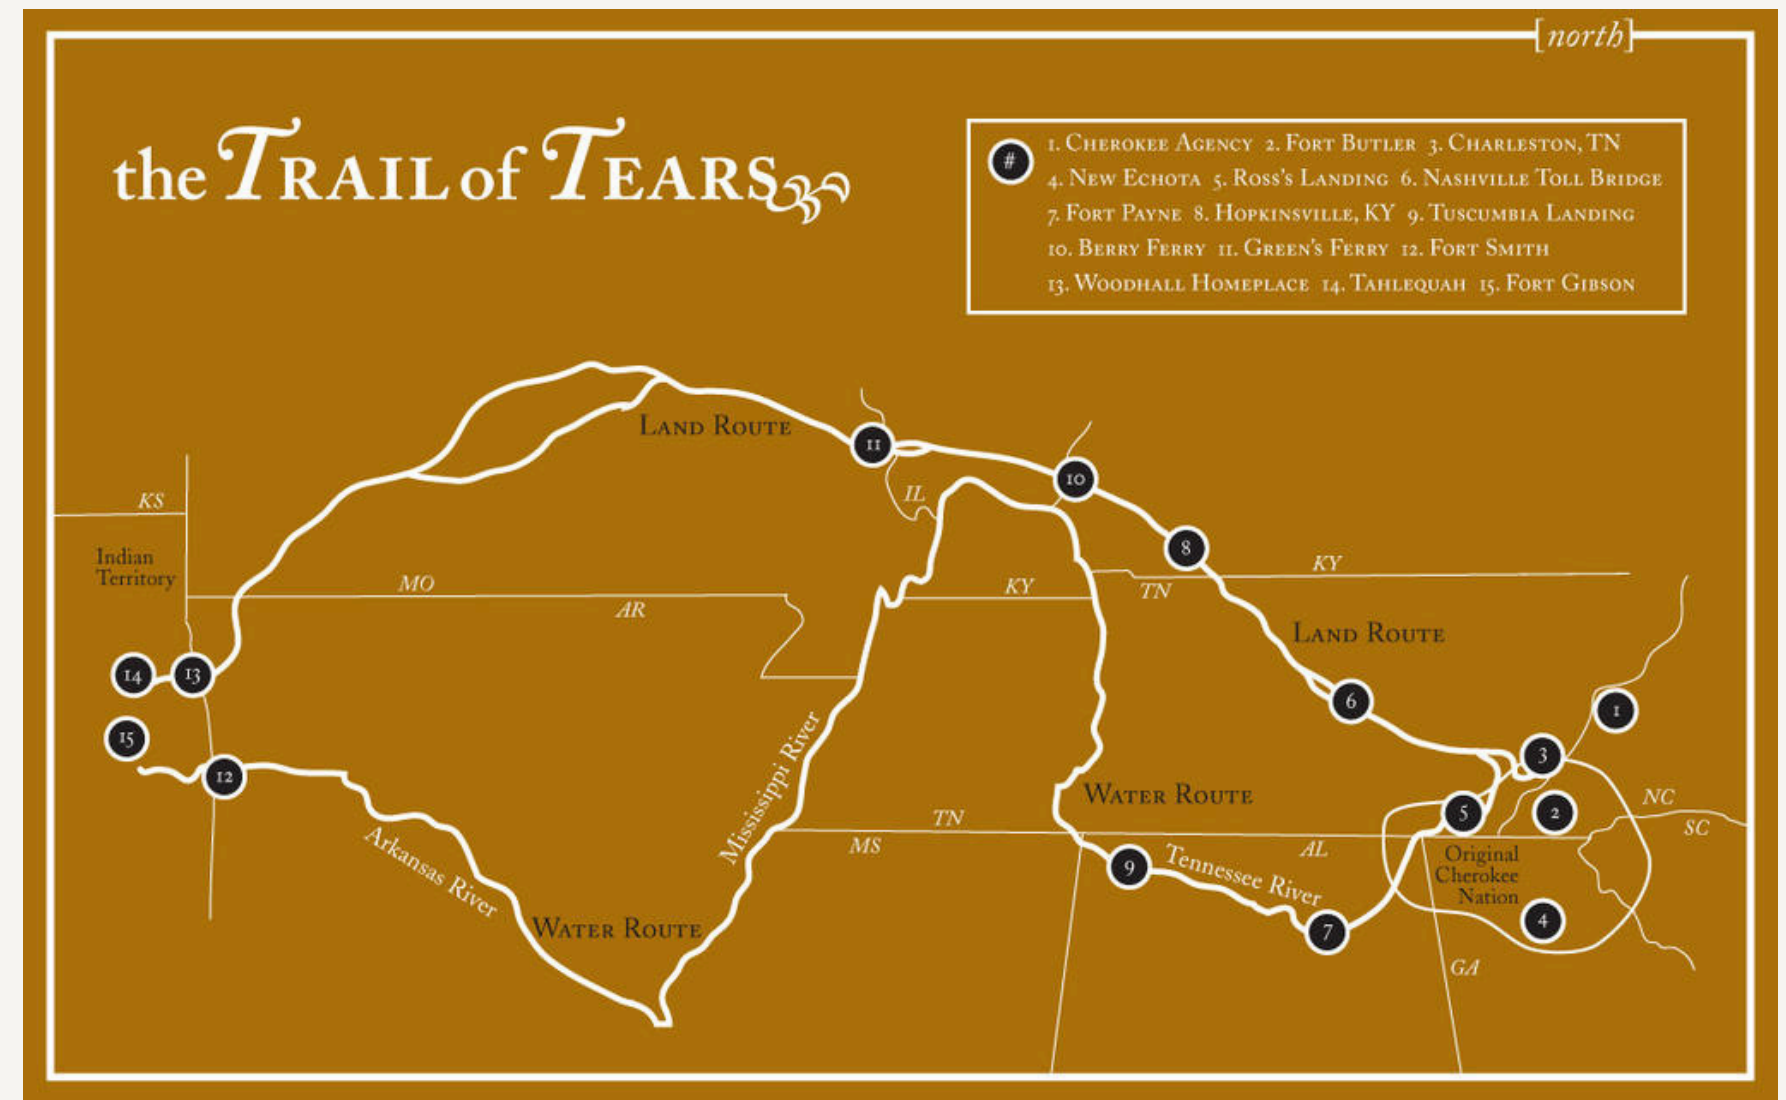 [north]
the TRAIL of TEARS
#
1. CHEROKEE AGENCY 2. FORT BUTLER 3. CHARLESTON, TN
4. NEW ECHOTA 5. ROSS'S LANDING 6. NASHVILLE TOLL BRIDGE
7. FORT PAYNE 8. HOPKINSVILLE, KY 9. TUSCUMBIA LANDING
10. BERRY FERRY 11. GREEN'S FERRY 12. FORT SMITH
13. WOODHALL HOMEPLACE 14. TAHLEQUAH 15. FORT GIBSON
LAND ROUTE
11
10
IL
KS
8
Indian
Territory
KY
MO
KY
TN
AR
LAND ROUTE
14
13
6
1
15
3
12
Mississippi River
WATER ROUTE
NC
5
2
TN
SC
MS
AL
Arkansas River
Original
Cherokee
Nation
9
Tennessee River
WATER ROUTE
7
4
GA